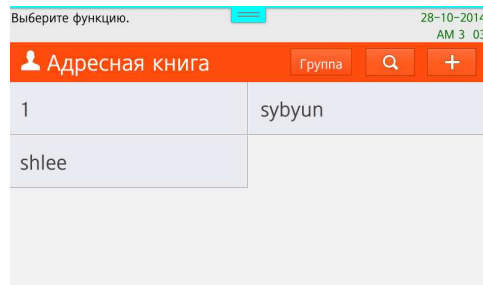 Выберите функцию.
28-10-2014
AM 3 03
Адресная книга
Группа
1
sybyun
shlee